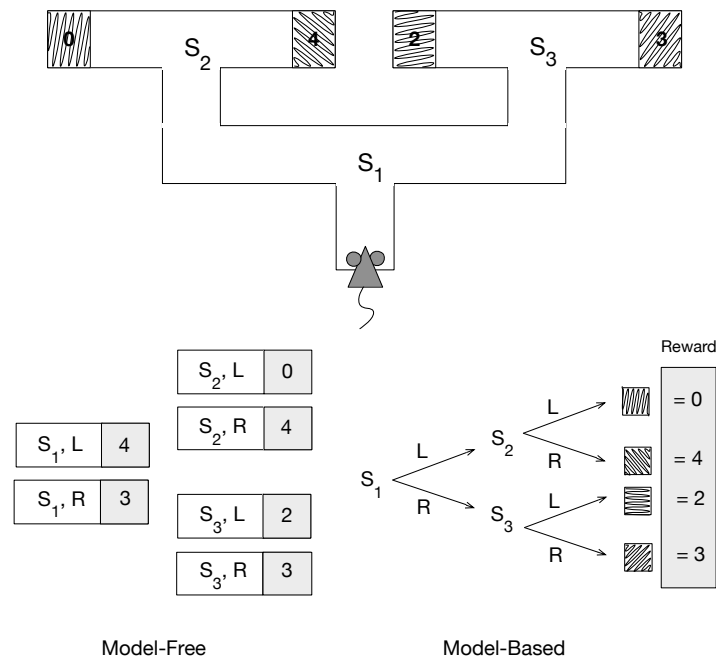 0 4 2 3
S2 S3
S1
Reward
S2, L 0
S2, R 4
S1, L 4
S1, R 3
S3, L 2
S3, R 3
S1
L
R
S2
S3
L
R
L
R
= 0
= 4
= 2
= 3
Model-Free Model-Based